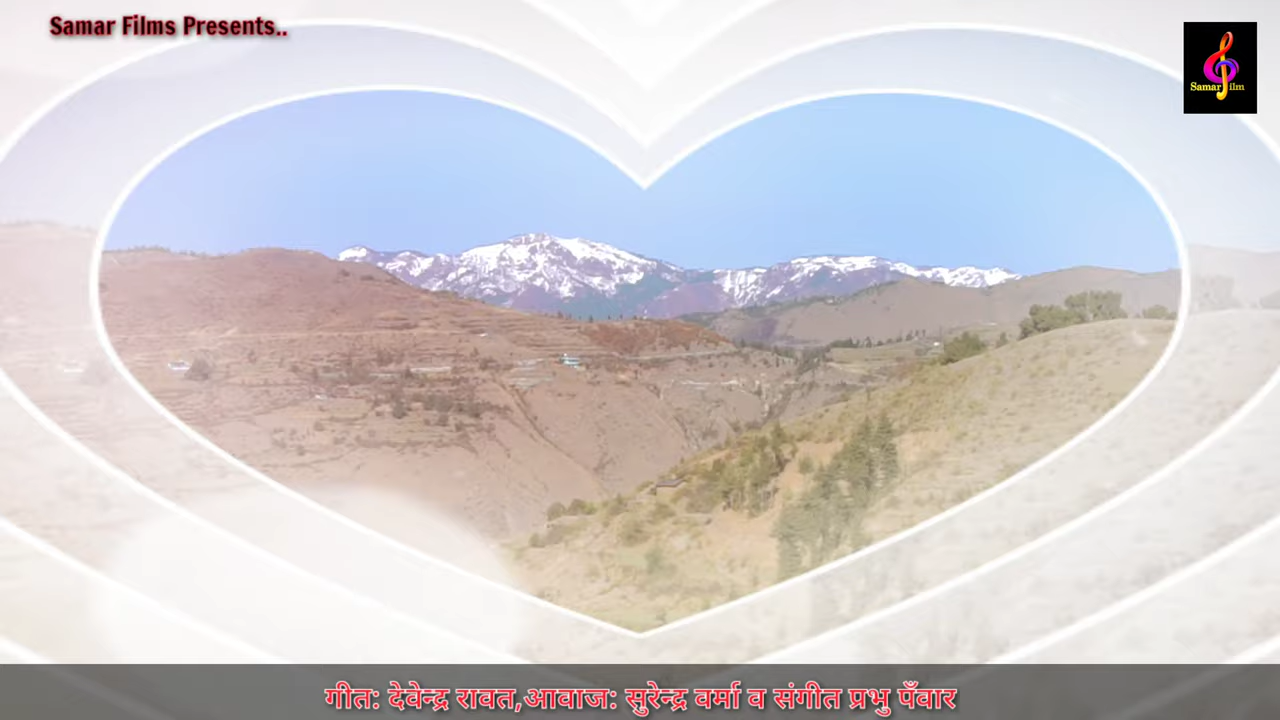 Samar Films Presents..
Samar Film
गीत: देवेन्द्र रावत,आवाज: सुरेन्द्र वर्मा व संगीत प्रभु पँवार